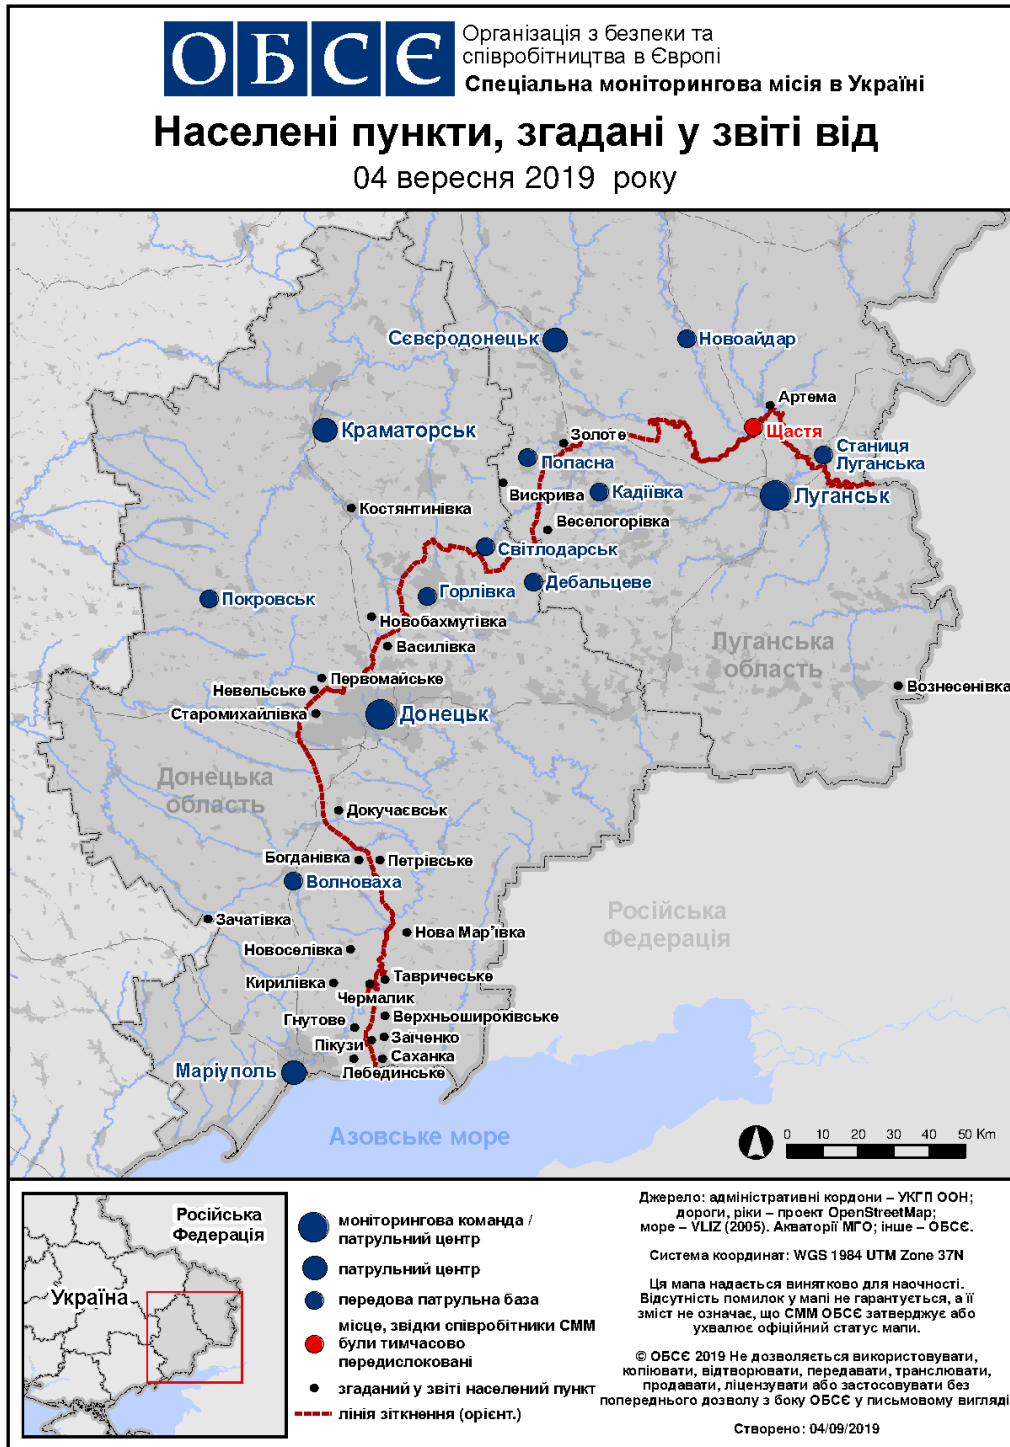 ОБСЄ
Організація з безпеки та
співробітництва в Європі
Спеціальна моніторингова місія в Україні
Населені пункти, згадані у звіті від
04 вересня 2019 року
Сєвєродонецьк
Новоайдар
Артема
Щастя
Краматорськ
Золоте
Станиця
Луганська
Попасна
Вискрива
Кадіївка
Луганськ
Костянтинівка
Веселогорівка
Світлодарськ
Дебальцеве
Горлівка
Покровськ
Новобахмутівка
Василівка
Луганська
область
Первомайське
Невельське
Вознесенівка
Старомихайлівка
Донецьк
Донецька
область
Докучаєвськ
Богданівка
Петрівське
Волноваха
Зачатівка
Російська
Федерація
Нова Мар'ївка
Новоселівка
Кирилівка
Тавричеське
Чермалик
Верхньошироківське
Гнутове
Заїченко
Пікузи
Саханка
Лебединське
Маріуполь
Азовське море
0 10 20 30 40 50 Km
Російська
Федерація
Україна
моніторингова команда /
патрульний центр
патрульний центр
передова патрульна база
місце, звідки співробітники СММ
були тимчасово
передислоковані
згаданий у звіті населений пункт
лінія зіткнення (орієнт.)
Джерело: адміністративні кордони – УКГП ООН;
дороги, ріки – проект OpenStreetMap;
море – VLIZ (2005). Акваторії МГО; інше – ОБСЄ.
Система координат: WGS 1984 UTM Zone 37N
Ця мапа надається винятково для наочності.
Відсутність помилок у мапі не гарантується, а її
зміст не означає, що СММ ОБСЄ затверджує або
ухвалює офіційний статус мапи.
© ОБСЄ 2019 Не дозволяється використовувати,
копіювати, відтворювати, передавати, транслювати,
продавати, ліцензувати або застосовувати без
попереднього дозволу з боку ОБСЄ у письмовому вигляді
Створено: 04/09/2019